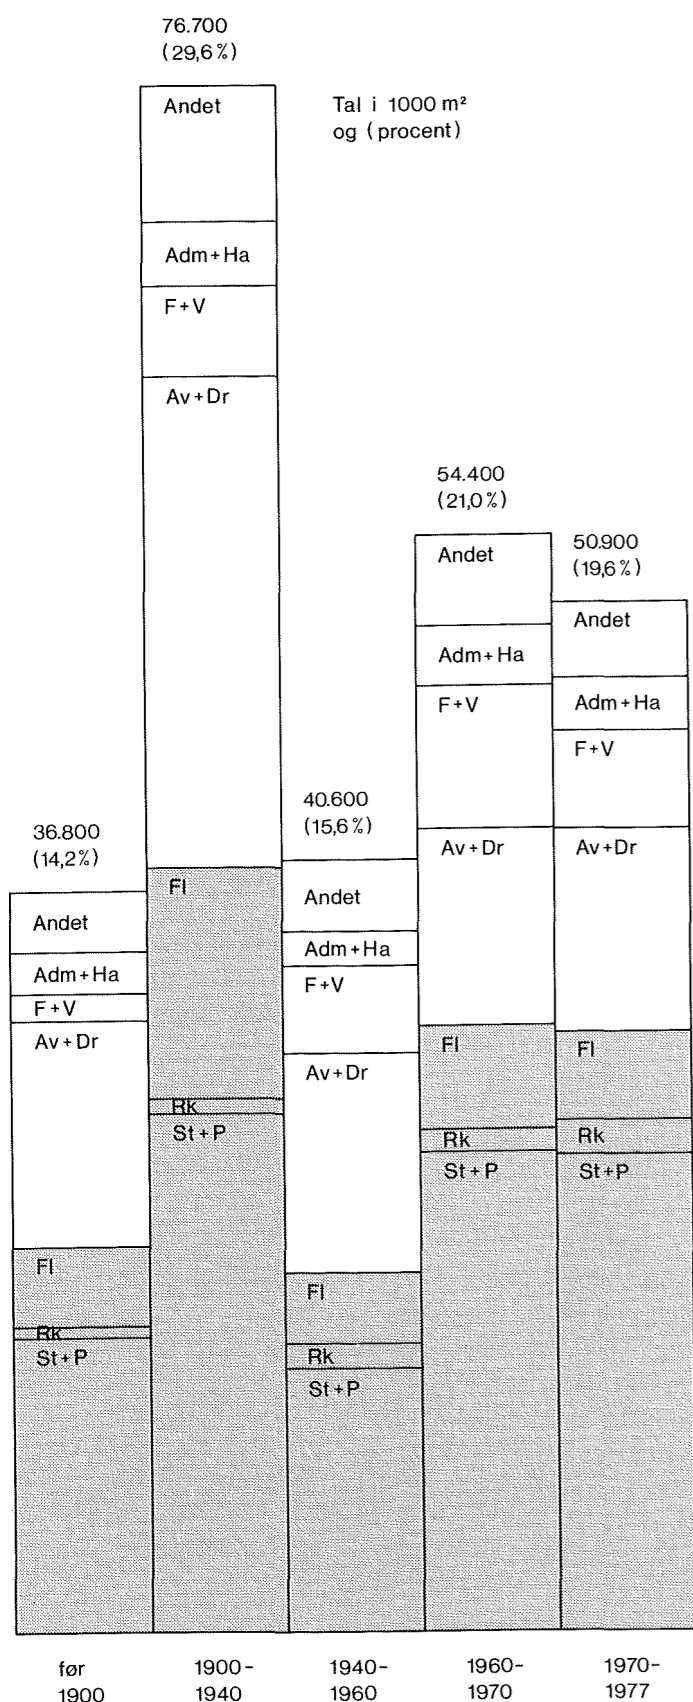 76.700
(29,6%)
Andet
Adm+Ha
F+V
Av+Dr
Fl
Rk
St+P
Tal i 1000 m²
og (procent)
36.800
(14,2%)
Andet
Adm+Ha
F+V
Av+Dr
Fl
Rk
St+P
40.600
(15,6%)
Andet
Adm+Ha
F+V
Av+Dr
Fl
Rk
St+P
54.400
(21,0%)
Andet
Adm+Ha
F+V
Av+Dr
Fl
Rk
St+P
50.900
(19,6%)
Andet
Adm+Ha
F+V
Av+Dr
Fl
Rk
St+P
før
1900
1900-
1940
1940-
1960
1960-
1970
1970-
1977